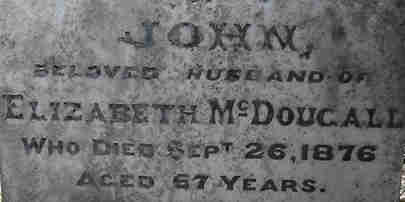 JOHN,
BELOVED HUSBAND OF
ELIZABETH McDOUGALL
WHO DIED SEPT 26, 1876
AGED 67 YEARS.